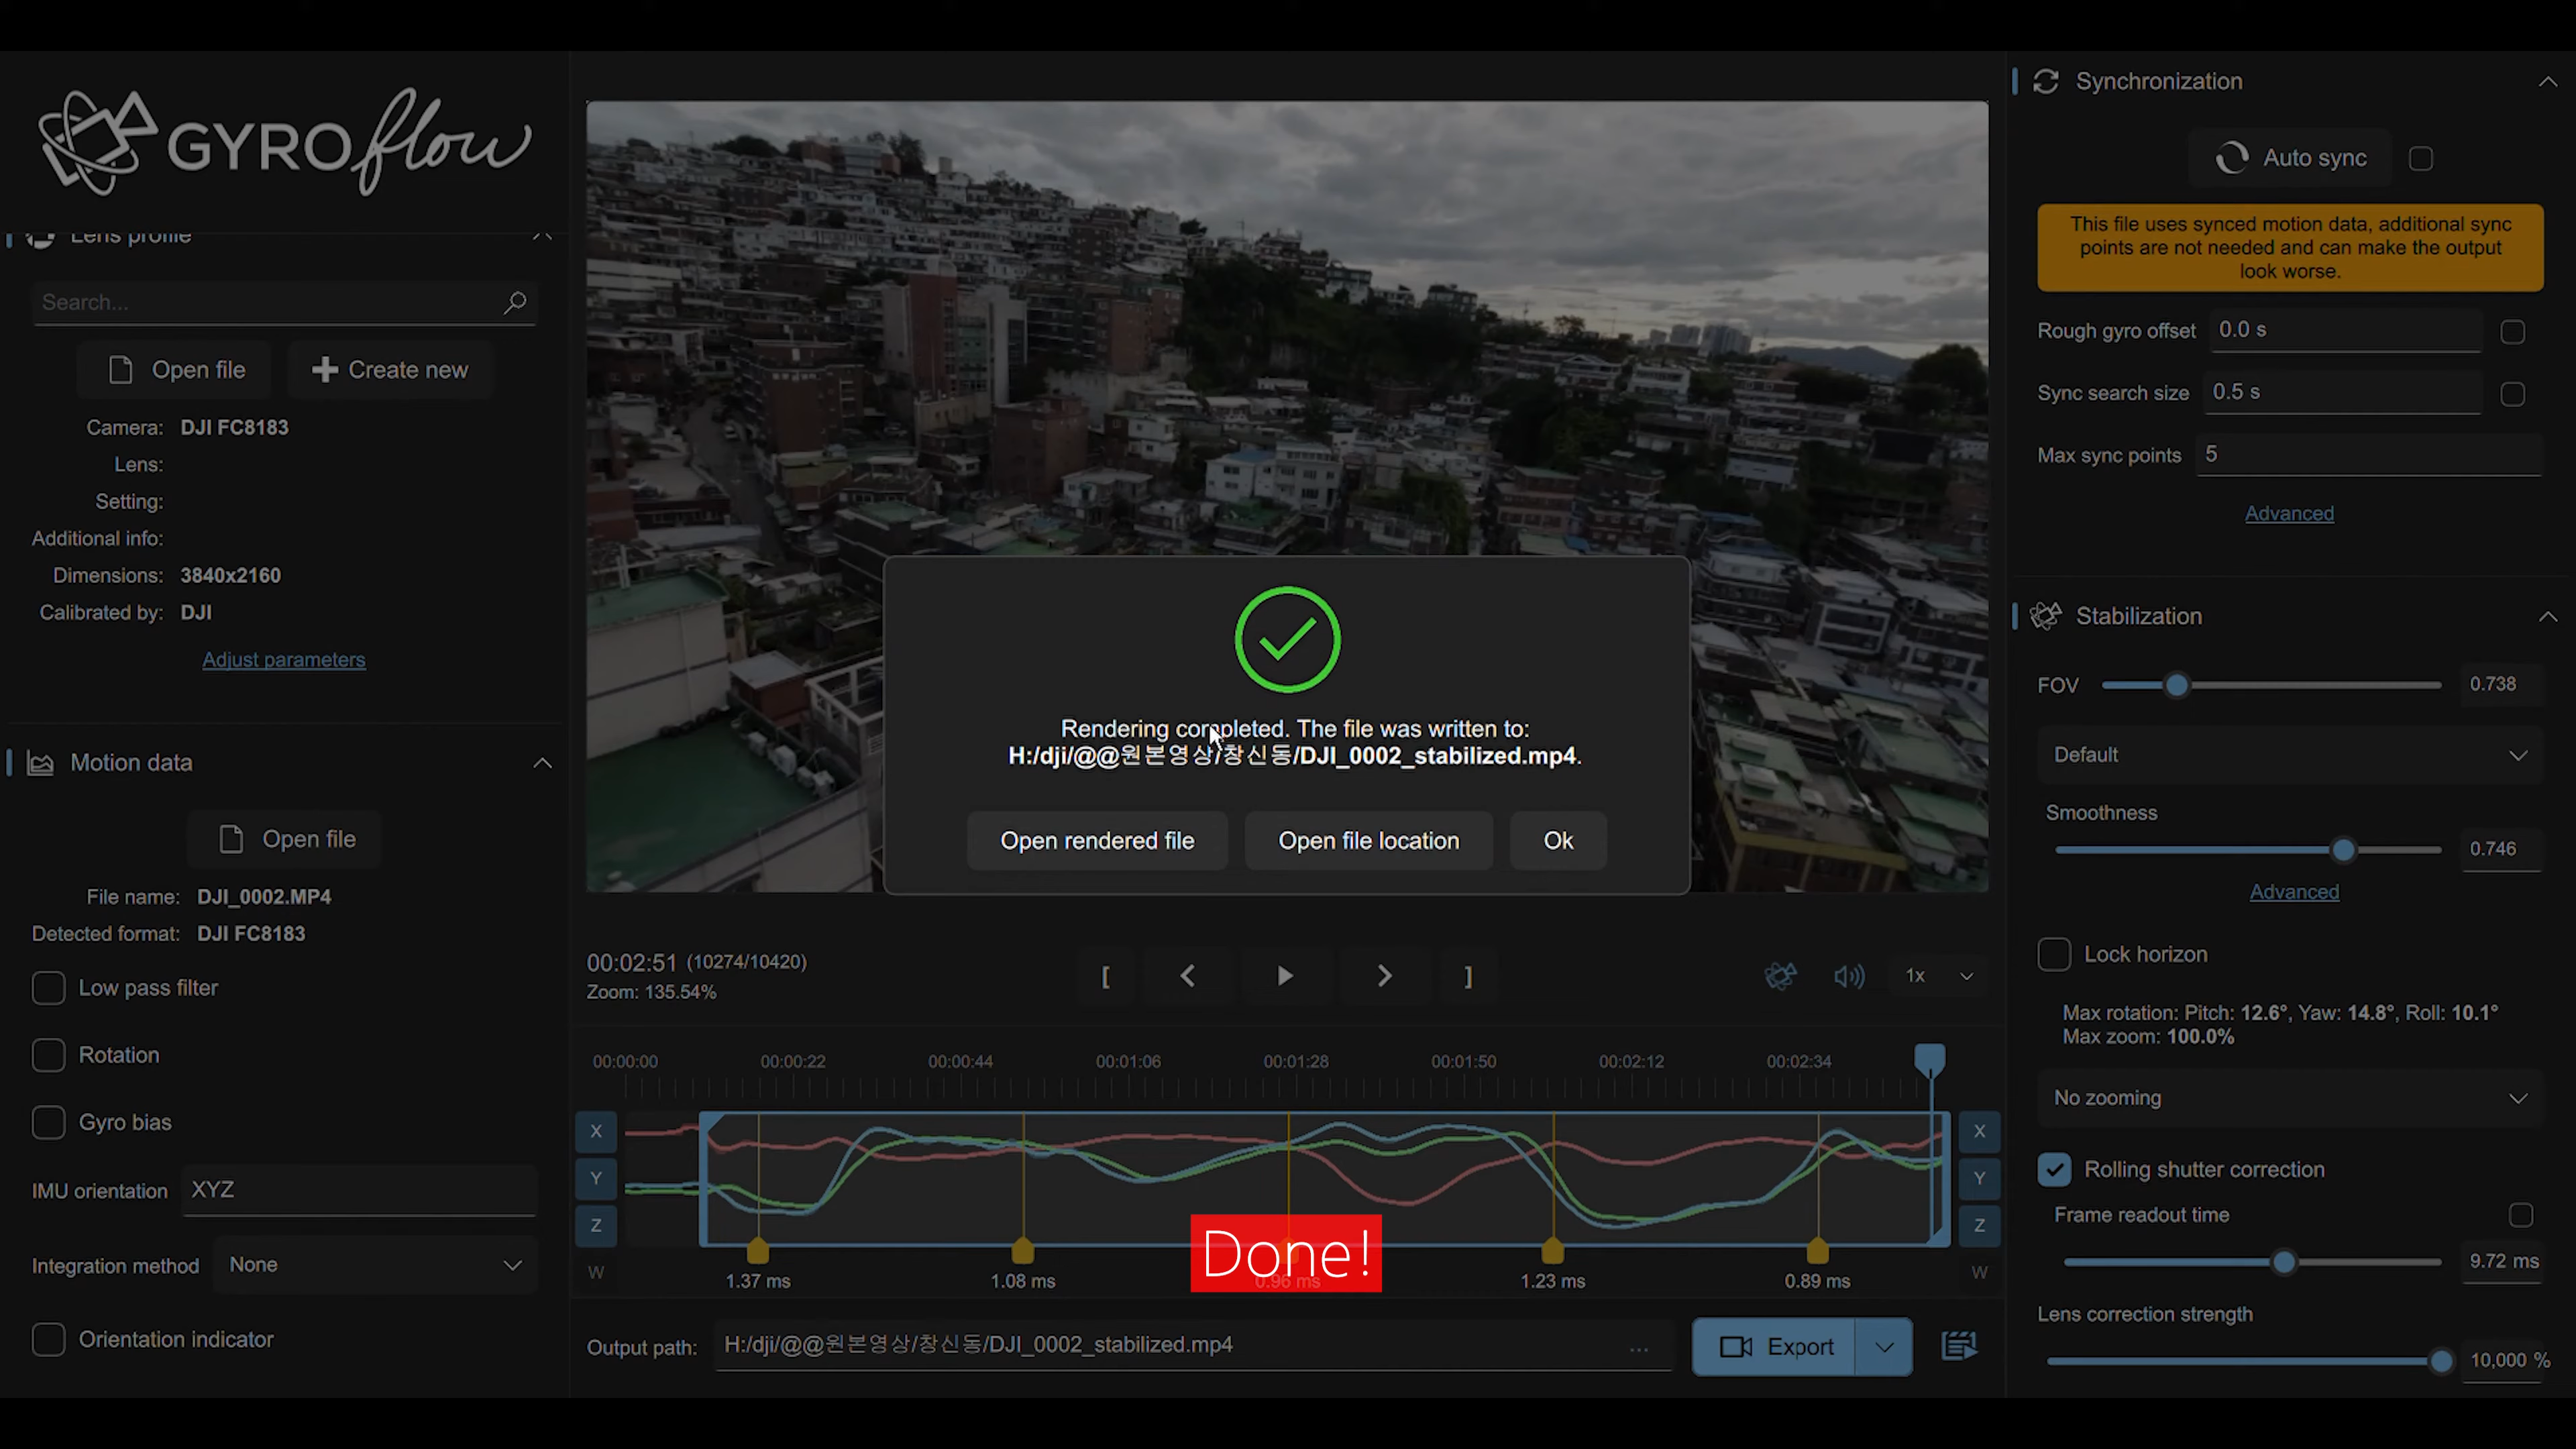 GYROflow
Lens profile
Search...
Open file
Create new
Camera: DJI FC8183
Lens:
Setting:
Additional info:
Dimensions: 3840x2160
Calibrated by: DJI
Adjust parameters
Motion data
Open file
File name: DJI_0002.MP4
Detected format: DJI FC8183
Low pass filter
Rotation
Gyro bias
IMU orientation XYZ
Integration method None
Orientation indicator
Rendering completed. The file was written to:
H:/dji/@@원본영상/창신동/DJI_0002_stabilized.mp4.
Open rendered file Open file location Ok
00:02:51 (10274/10420)
Zoom: 135.54%
[ ]
1x
00:00:00 00:00:22 00:00:44 00:01:06 00:01:28 00:01:50 00:02:12 00:02:34
X X
Y Y
Z Z
W W
1.37 ms 1.08 ms 0.96 ms 1.23 ms 0.89 ms
Done!
Output path: H:/dji/@@원본영상/창신동/DJI_0002_stabilized.mp4 ...
Export
Synchronization
Auto sync
This file uses synced motion data, additional sync
points are not needed and can make the output
look worse.
Rough gyro offset 0.0 s
Sync search size 0.5 s
Max sync points 5
Advanced
Stabilization
FOV 0.738
Default
Smoothness
0.746
Advanced
Lock horizon
Max rotation: Pitch: 12.6°, Yaw: 14.8°, Roll: 10.1°
Max zoom: 100.0%
No zooming
Rolling shutter correction
Frame readout time
9.72 ms
Lens correction strength
10,000 %